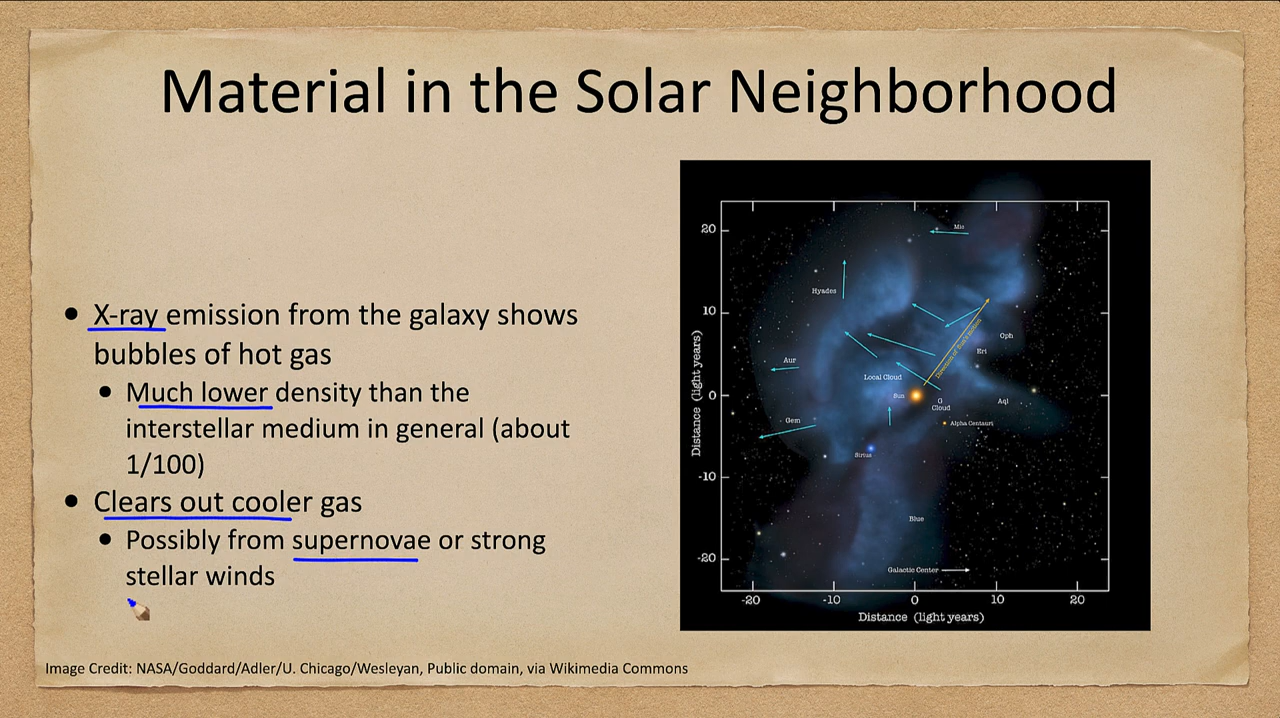 Material in the Solar Neighborhood
• X-ray emission from the galaxy shows
bubbles of hot gas
• Much lower density than the
interstellar medium in general (about
1/100)
• Clears out cooler gas
• Possibly from supernovae or strong
stellar winds
Distance (light years)
20
10
0
-10
-20
Mic
Hyades
Oph
Eri
Aur
Direction of Sun's motion
Local Cloud
Sun
G
Cloud
Aql
Gem
Alpha Centauri
Sirius
Blue
Galactic Center
-20 -10 0 10 20
Distance (light years)
Image Credit: NASA/Goddard/Adler/U. Chicago/Wesleyan, Public domain, via Wikimedia Commons